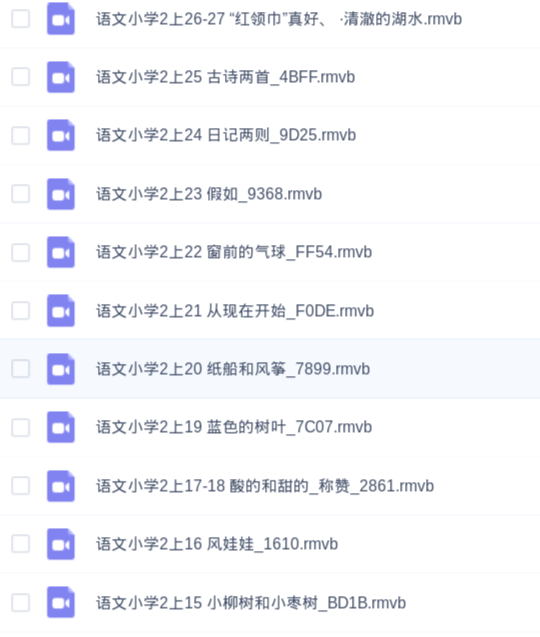 语文小学2上26-27 “红领巾”真好、 ·清澈的湖水.rmvb
语文小学2上25 古诗两首_4BFF.rmvb
语文小学2上24 日记两则_9D25.rmvb
语文小学2上23 假如_9368.rmvb
语文小学2上22 窗前的气球_FF54.rmvb
语文小学2上21 从现在开始_F0DE.rmvb
语文小学2上20 纸船和风筝_7899.rmvb
语文小学2上19 蓝色的树叶_7C07.rmvb
语文小学2上17-18 酸的和甜的_称赞_2861.rmvb
语文小学2上16 风娃娃_1610.rmvb
语文小学2上15 小柳树和小枣树_BD1B.rmvb